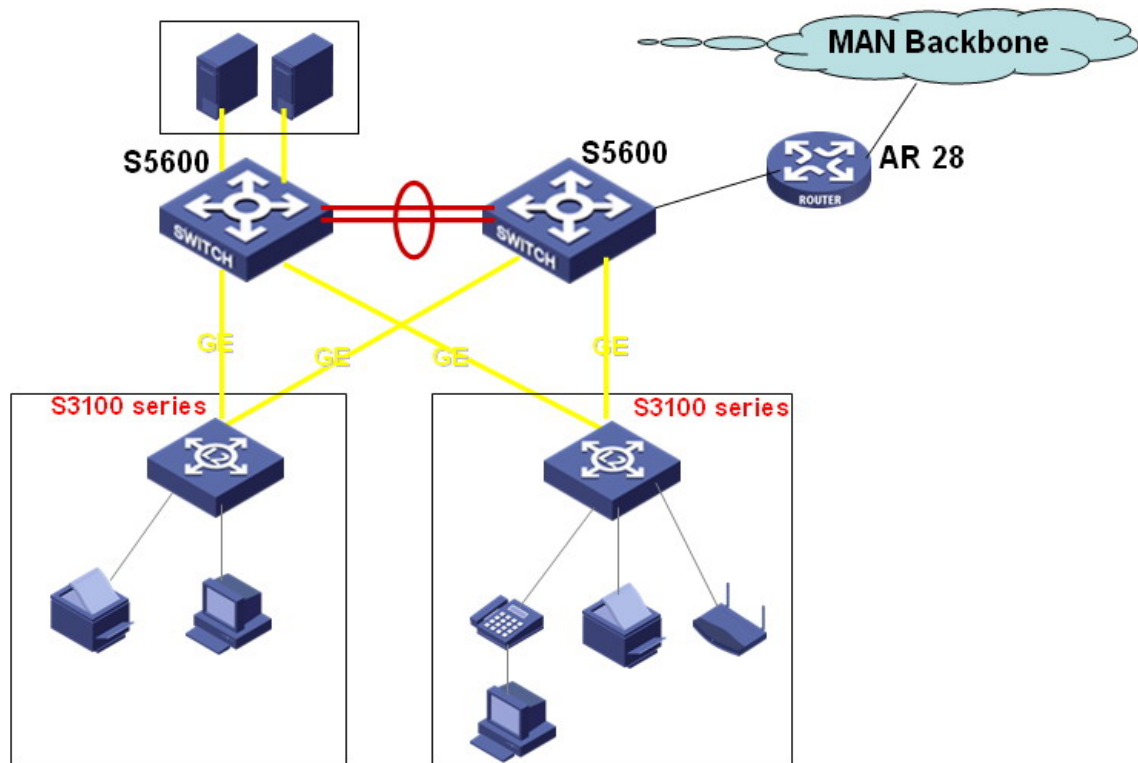 MAN Backbone
S5600
S5600
AR 28
ROUTER
SWITCH
SWITCH
GE
GE
GE
GE
S3100 series
S3100 series